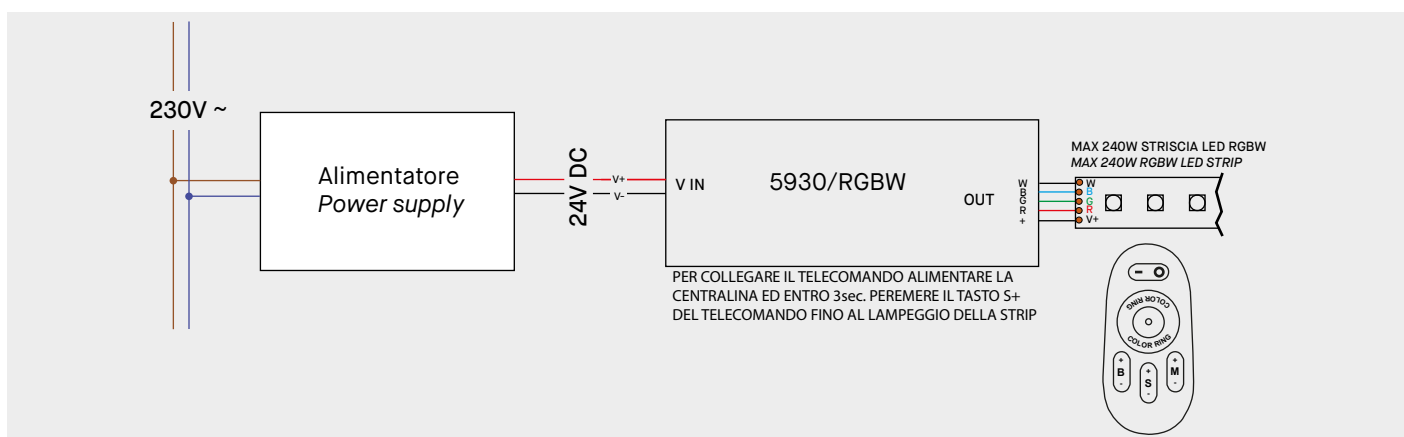 230V ~
Alimentatore
Power supply
24V DC
V+
V-
V IN
5930/RGBW
OUT
W
B
G
R
+
MAX 240W STRISCIA LED RGBW
MAX 240W RGBW LED STRIP
W
B
G
R
V+
PER COLLEGARE IL TELECOMANDO ALIMENTARE LA
CENTRALINA ED ENTRO 3sec. PEREMERE IL TASTO S+
DEL TELECOMANDO FINO AL LAMPEGGIO DELLA STRIP
COLOR RING
COLOR RING
+
B
-
+
S
-
+
M
-